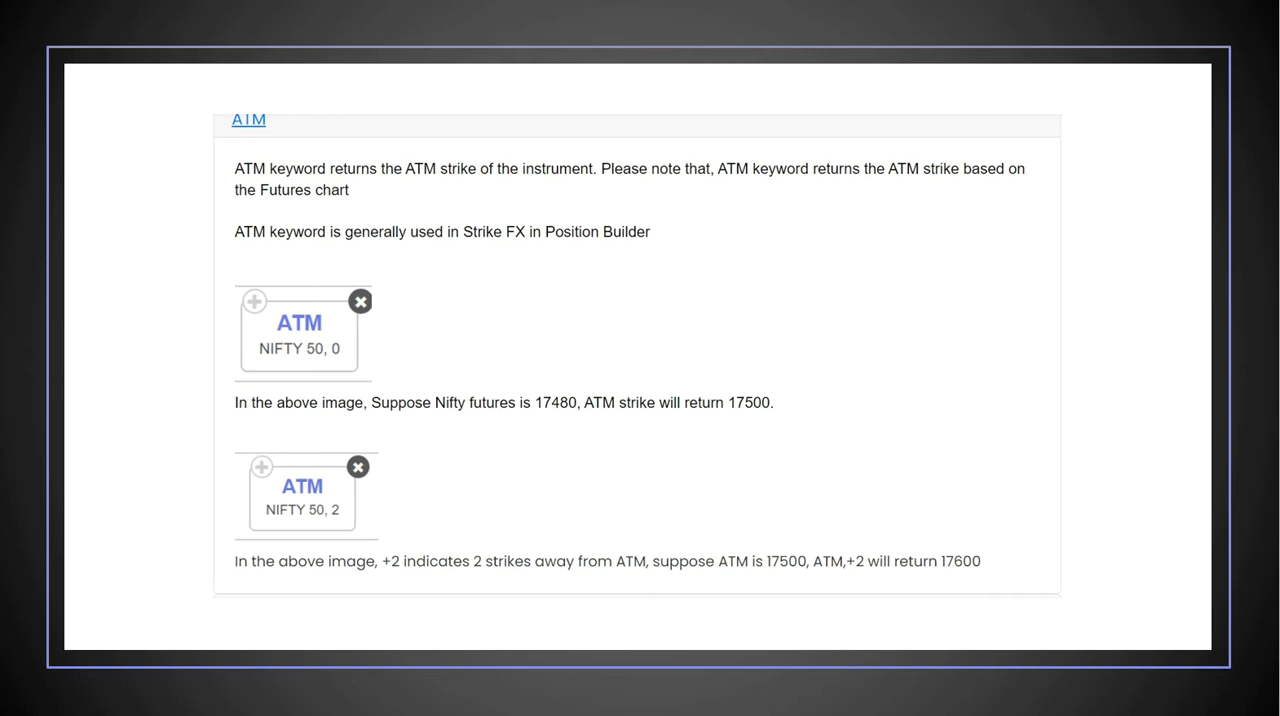 ATM
ATM keyword returns the ATM strike of the instrument. Please note that, ATM keyword returns the ATM strike based on
the Futures chart
ATM keyword is generally used in Strike FX in Position Builder
ATM
NIFTY 50, 0
In the above image, Suppose Nifty futures is 17480, ATM strike will return 17500.
ATM
NIFTY 50, 2
In the above image, +2 indicates 2 strikes away from ATM, suppose ATM is 17500, ATM,+2 will return 17600